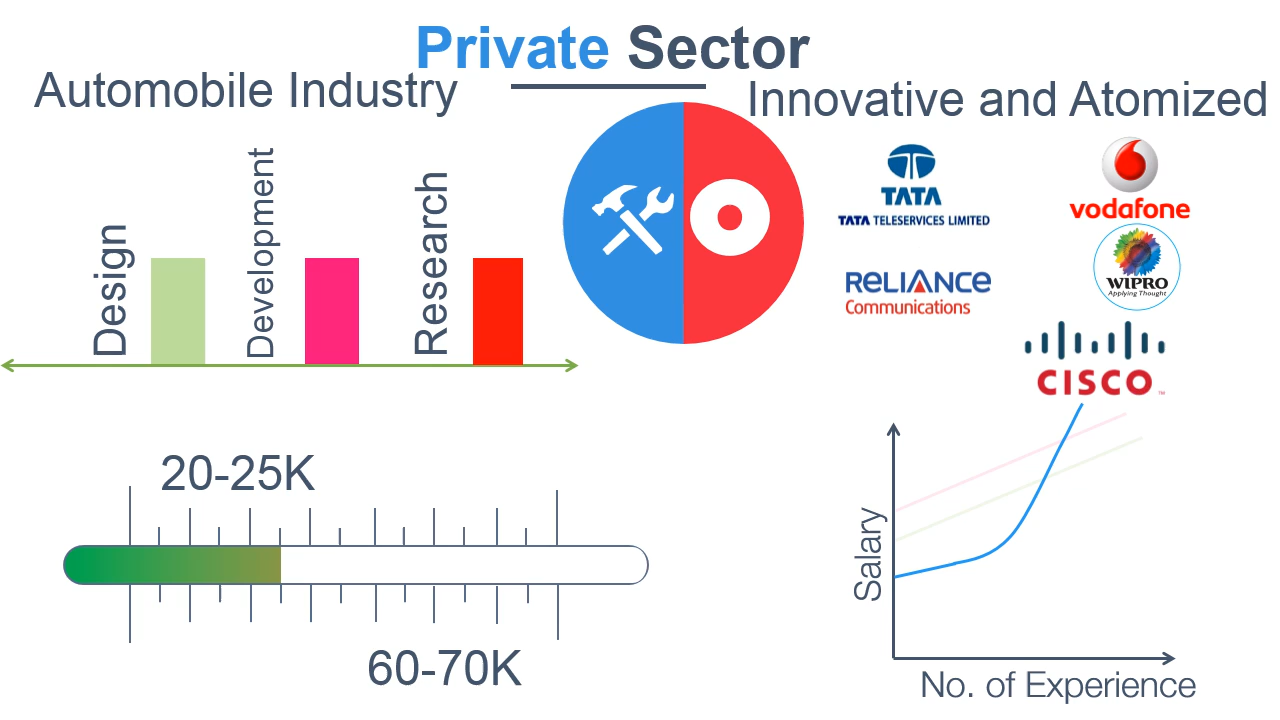 Private Sector
Automobile Industry
Innovative and Atomized
Design
Development
Research
TATA
TATA TELESERVICES LIMITED
vodafone
RELIANCE
Communications
WIPRO
Applying Thought
CISCO
TM
20-25K
60-70K
Salary
No. of Experience